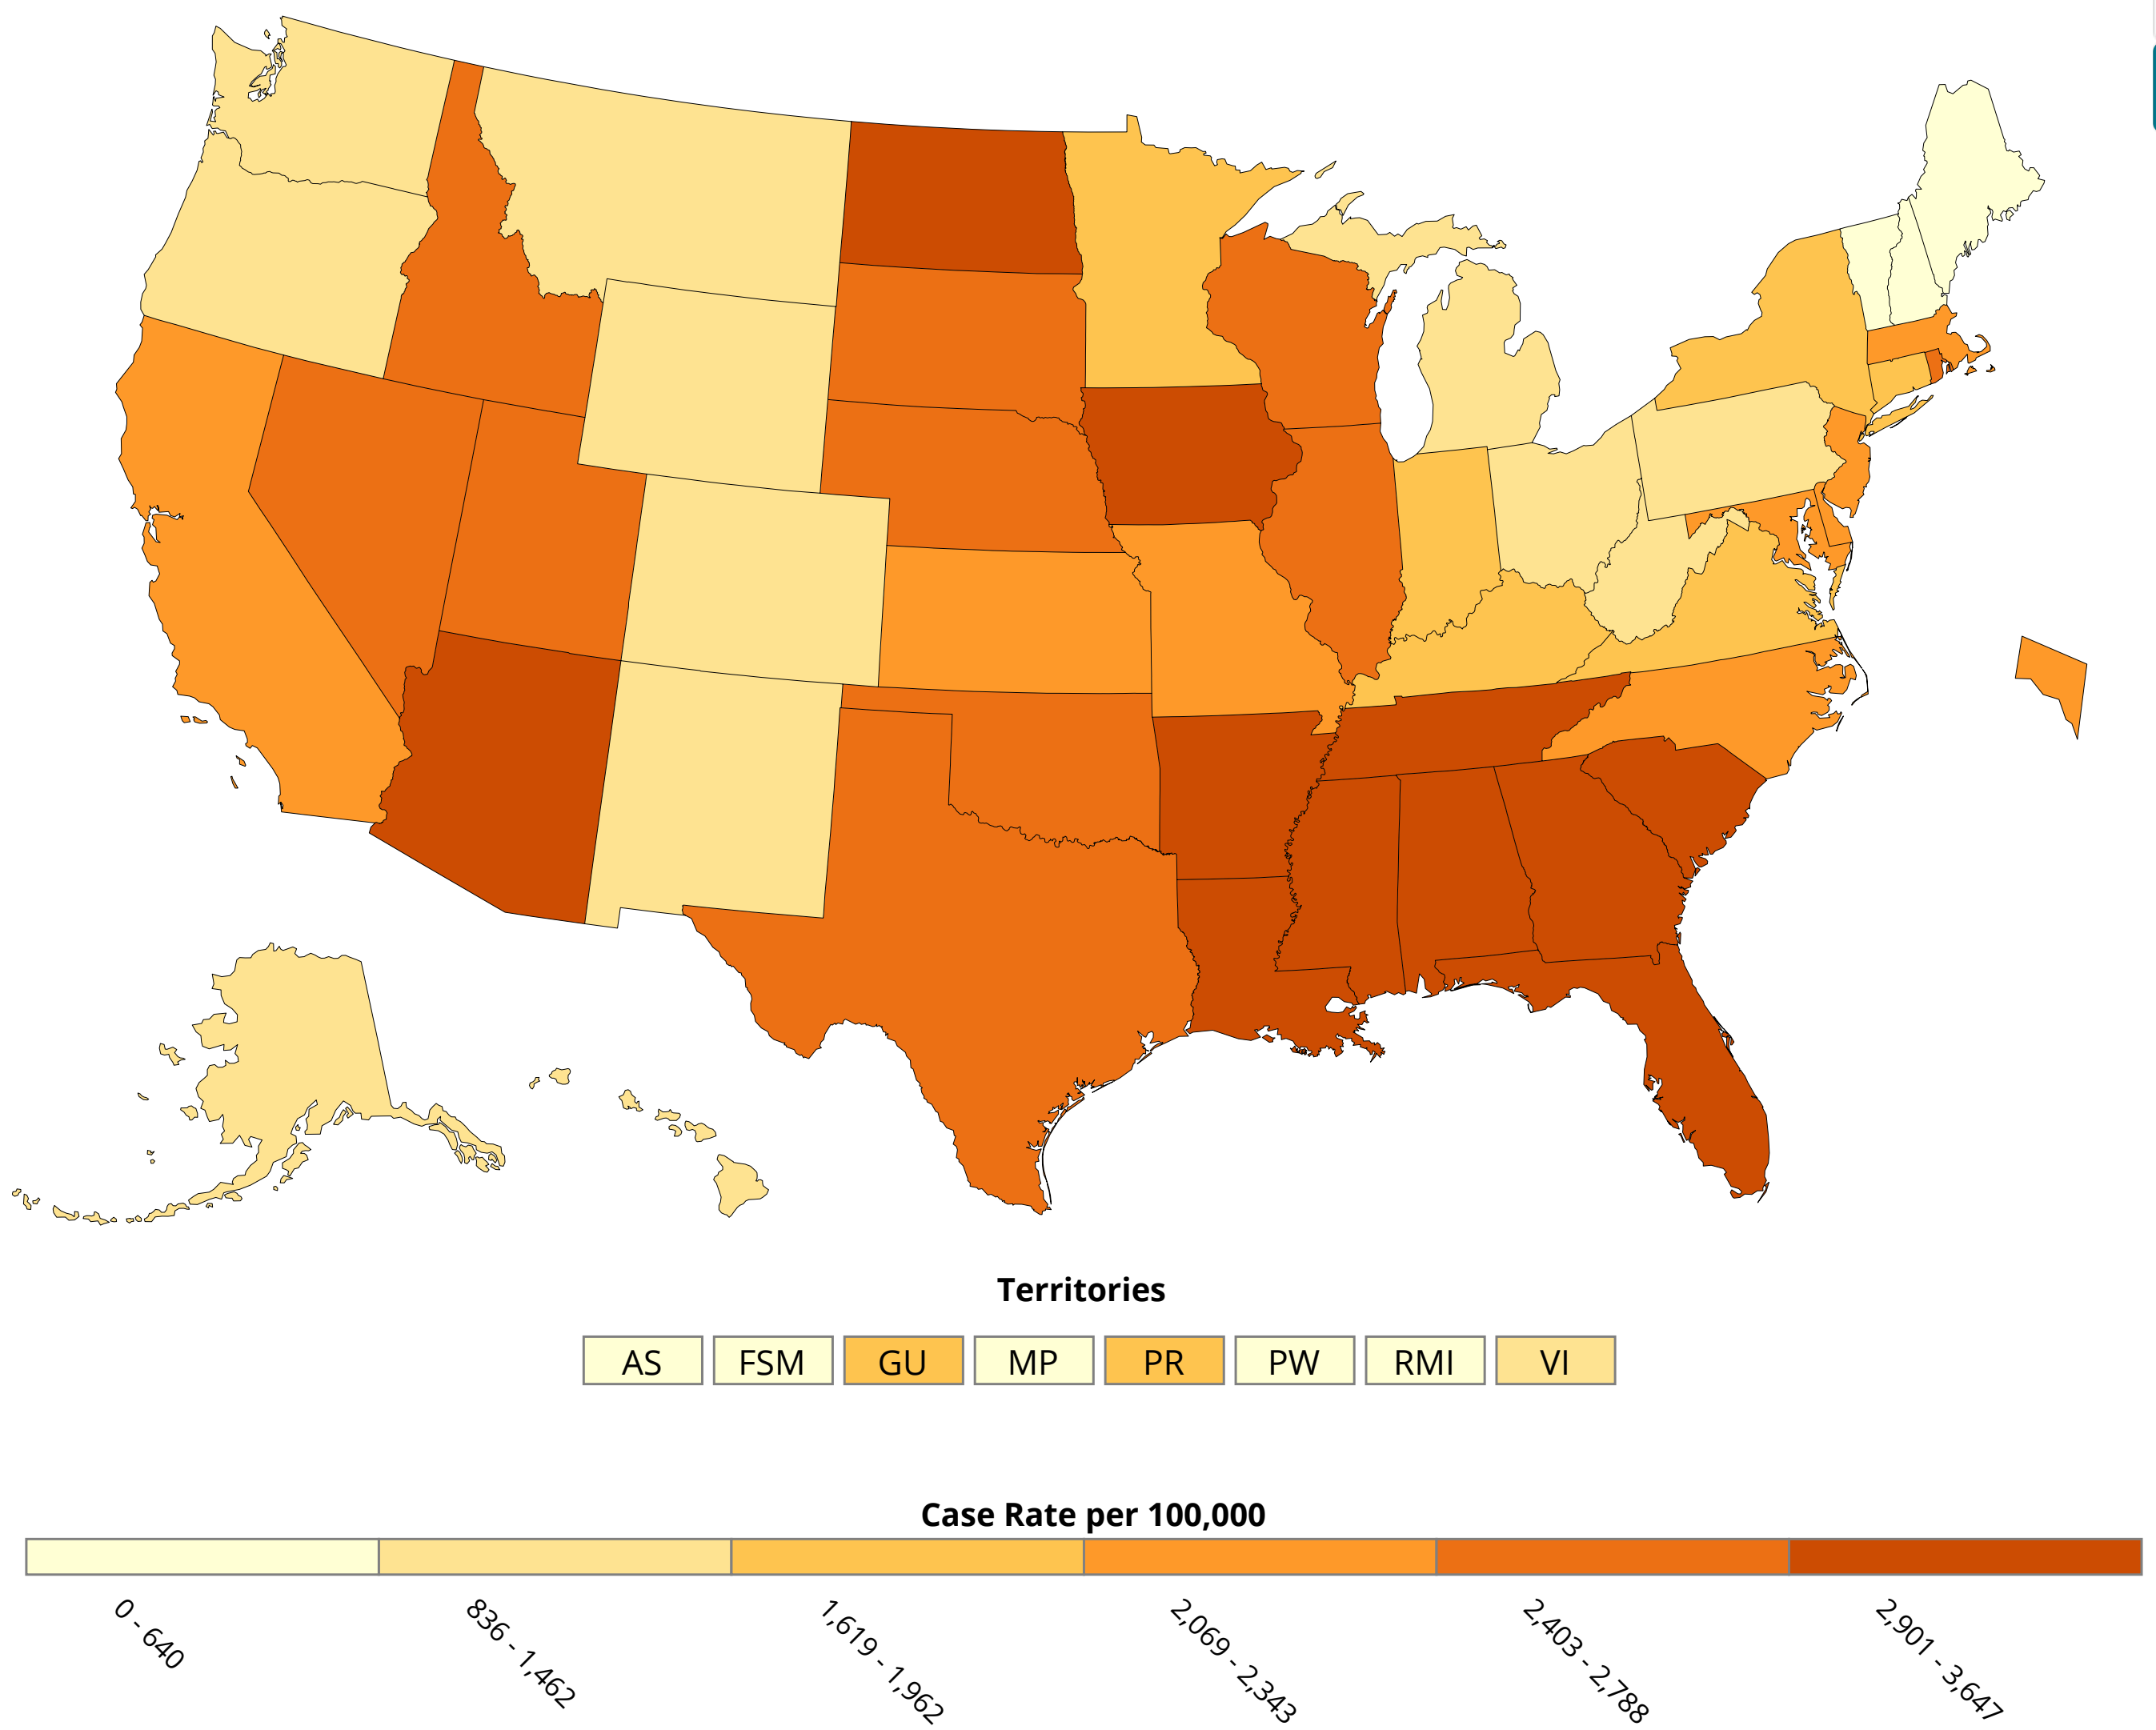 Territories
AS FSM GU MP PR PW RMI VI
Case Rate per 100,000
0 - 640
836 - 1,462
1,619 - 1,962
2,069 - 2,343
2,403 - 2,788
2,901 - 3,647